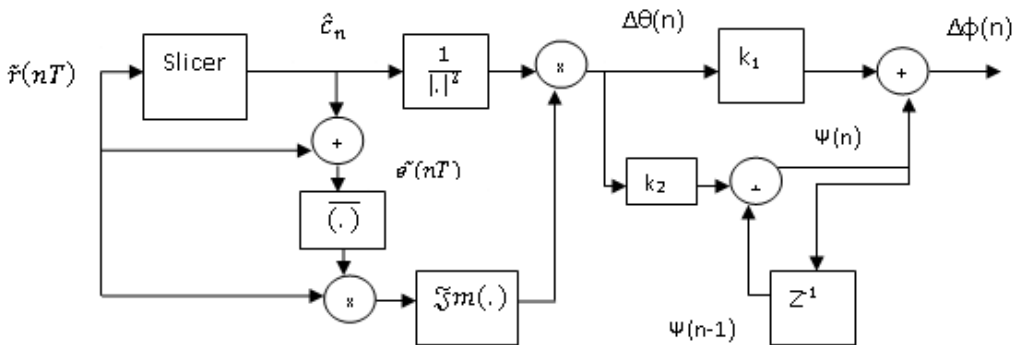 ĉₙ
Δθ(n)
Δϕ(n)
r̃(nT)
Slicer
1/|.|²
×
k₁
+
+
Ψ(n)
ẽ(nT)
k₂
+
(.)‾
×
ℑm(.)
Z⁻¹
Ψ(n-1)